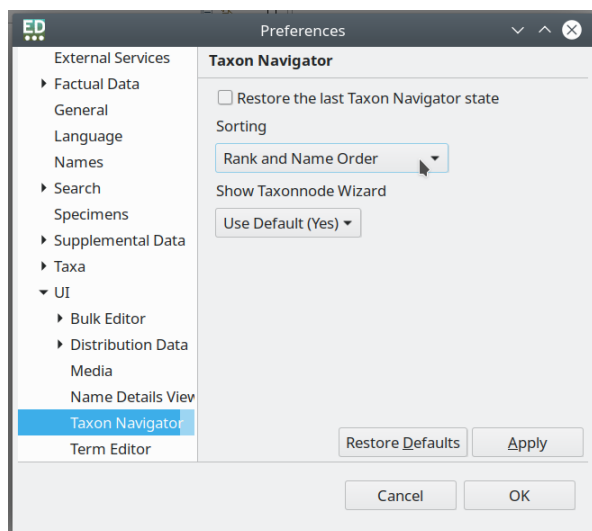 ED
Preferences
External Services
Factual Data
General
Language
Names
Search
Specimens
Supplemental Data
Taxa
UI
Bulk Editor
Distribution Data
Media
Name Details View
Taxon Navigator
Term Editor
Taxon Navigator
Restore the last Taxon Navigator state
Sorting
Rank and Name Order
Show Taxonnode Wizard
Use Default (Yes)
Restore Defaults
Apply
Cancel
OK